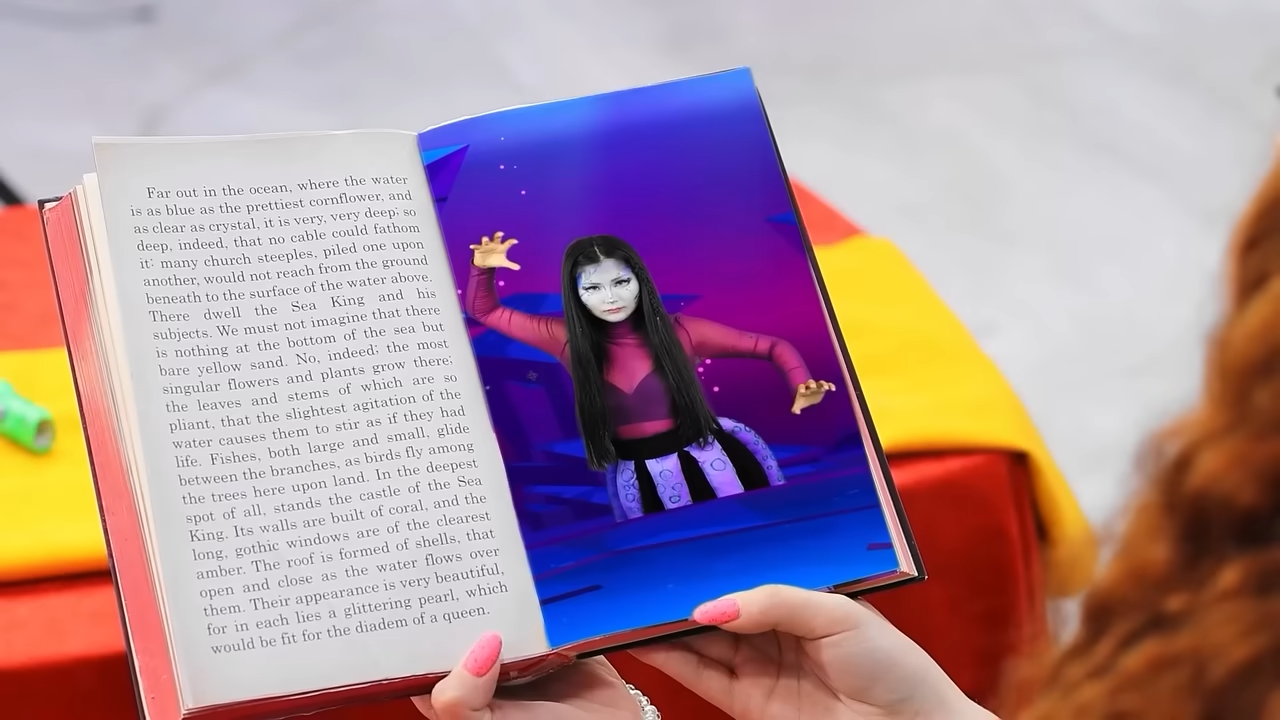 Far out in the ocean, where the water
is as blue as the prettiest cornflower, and
as clear as crystal, it is very, very deep; so
deep, indeed, that no cable could fathom
it: many church steeples, piled one upon
another, would not reach from the ground
beneath to the surface of the water above.
There dwell the Sea King and his
subjects. We must not imagine that there
is nothing at the bottom of the sea but
bare yellow sand. No, indeed; the most
singular flowers and plants grow there;
the leaves and stems of which are so
pliant, that the slightest agitation of the
water causes them to stir as if they had
life. Fishes, both large and small, glide
between the branches, as birds fly among
the trees here upon land. In the deepest
spot of all, stands the castle of the Sea
King. Its walls are built of coral, and the
long, gothic windows are of the clearest
amber. The roof is formed of shells, that
open and close as the water flows over
them. Their appearance is very beautiful,
for in each lies a glittering pearl, which
would be fit for the diadem of a queen.